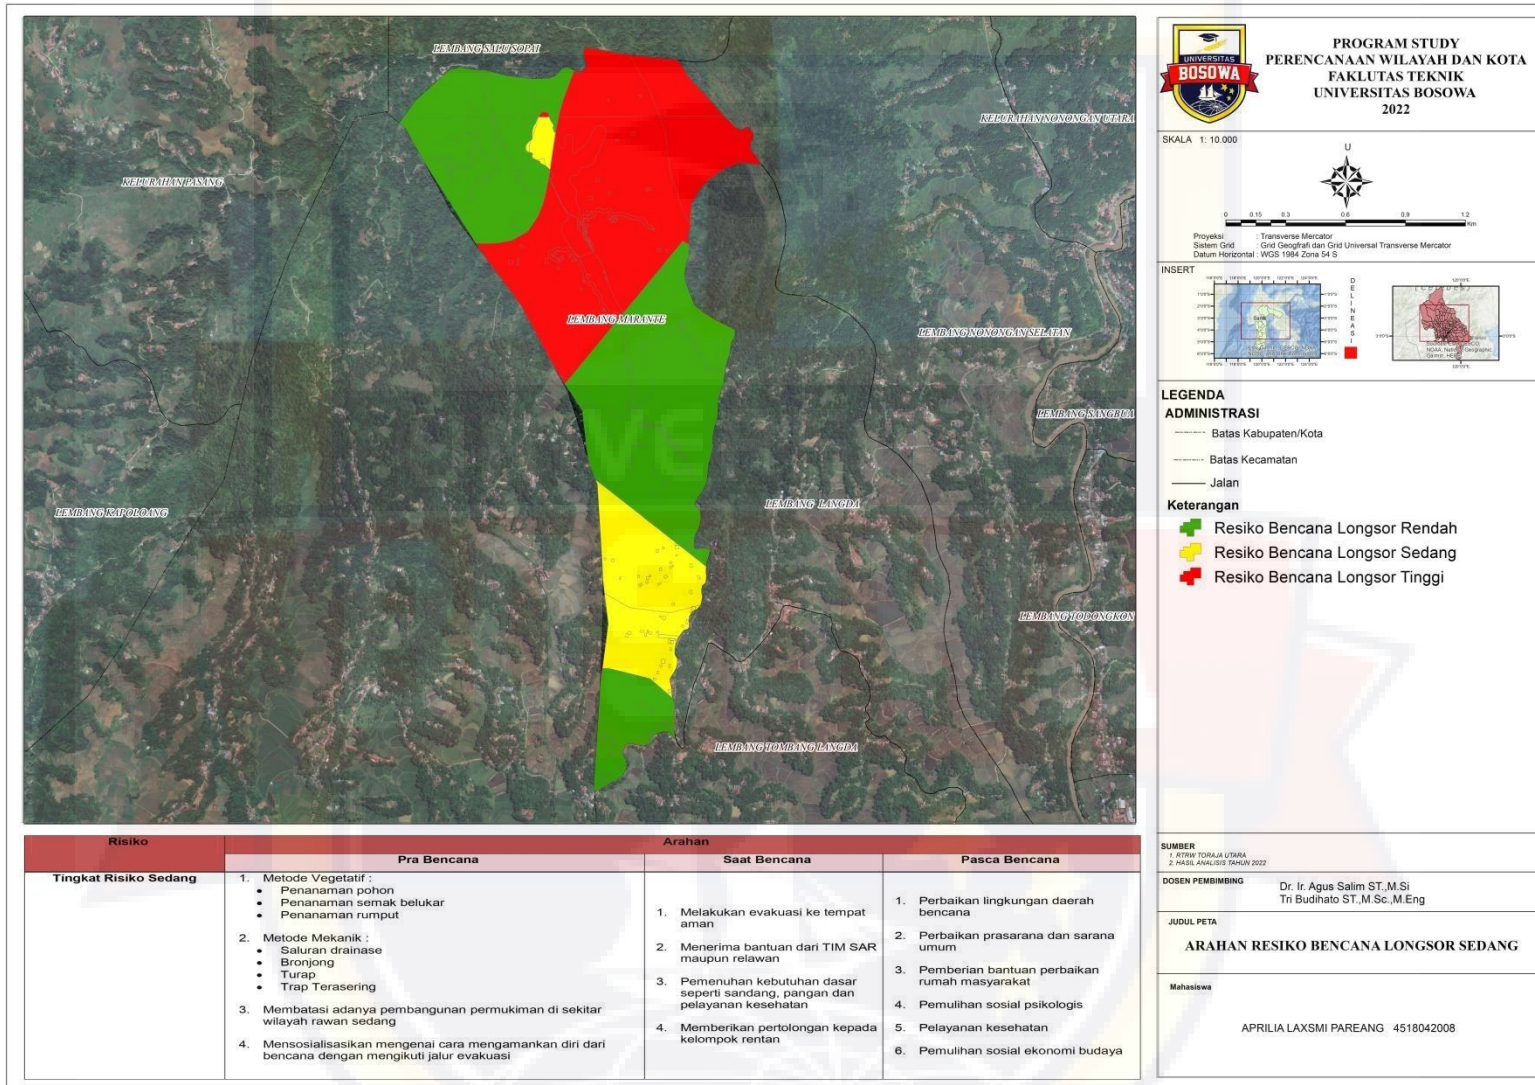 LEMBANG SALU SOPAI
KELURAHAN NONONGAN UTARA
KELURAHAN PASANG
LEMBANG MARANTE
LEMBANG NONONGAN SELATAN
LEMBANG SANGBUA
LEMBANG KAPOLOANG
LEMBANG LANGDA
LEMBANG TODONGKON
LEMBANG TOMBANG LANGDA
UNIVERSITAS
BOSOWA
PROGRAM STUDY
PERENCANAAN WILAYAH DAN KOTA
FAKLUTAS TEKNIK
UNIVERSITAS BOSOWA
2022
SKALA 1: 10.000
U
0 0.15 0.3 0.6 0.9 1.2
Km
Proyeksi : Transverse Mercator
Sistem Grid : Grid Geogfrafi dan Grid Universal Transverse Mercator
Datum Horizontal : WGS 1984 Zona 54 S
INSERT
DELINEASI
LEGENDA
ADMINISTRASI
Batas Kabupaten/Kota
Batas Kecamatan
Jalan
Keterangan
Resiko Bencana Longsor Rendah
Resiko Bencana Longsor Sedang
Resiko Bencana Longsor Tinggi
SUMBER
1. RTRW TORAJA UTARA
2. HASIL ANALISIS TAHUN 2022
DOSEN PEMBIMBING
Dr. Ir. Agus Salim ST.,M.Si
Tri Budihato ST.,M.Sc.,M.Eng
JUDUL PETA
ARAHAN RESIKO BENCANA LONGSOR SEDANG
Mahasiswa
APRILIA LAXSMI PAREANG 4518042008
Risiko
Arahan
Pra Bencana
Saat Bencana
Pasca Bencana
Tingkat Risiko Sedang
1. Metode Vegetatif :
• Penanaman pohon
• Penanaman semak belukar
• Penanaman rumput
2. Metode Mekanik :
• Saluran drainase
• Bronjong
• Turap
• Trap Terasering
3. Membatasi adanya pembangunan permukiman di sekitar
wilayah rawan sedang
4. Mensosialisasikan mengenai cara mengamankan diri dari
bencana dengan mengikuti jalur evakuasi
1. Melakukan evakuasi ke tempat
aman
2. Menerima bantuan dari TIM SAR
maupun relawan
3. Pemenuhan kebutuhan dasar
seperti sandang, pangan dan
pelayanan kesehatan
4. Memberikan pertolongan kepada
kelompok rentan
1. Perbaikan lingkungan daerah
bencana
2. Perbaikan prasarana dan sarana
umum
3. Pemberian bantuan perbaikan
rumah masyarakat
4. Pemulihan sosial psikologis
5. Pelayanan kesehatan
6. Pemulihan sosial ekonomi budaya